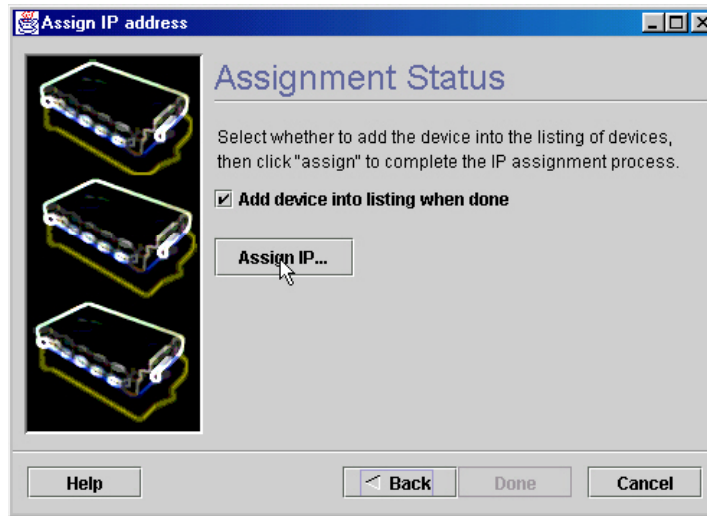 Assign IP address
Assignment Status
Select whether to add the device into the listing of devices,
then click "assign" to complete the IP assignment process.
Add device into listing when done
Assign IP...
Help
Back
Done
Cancel